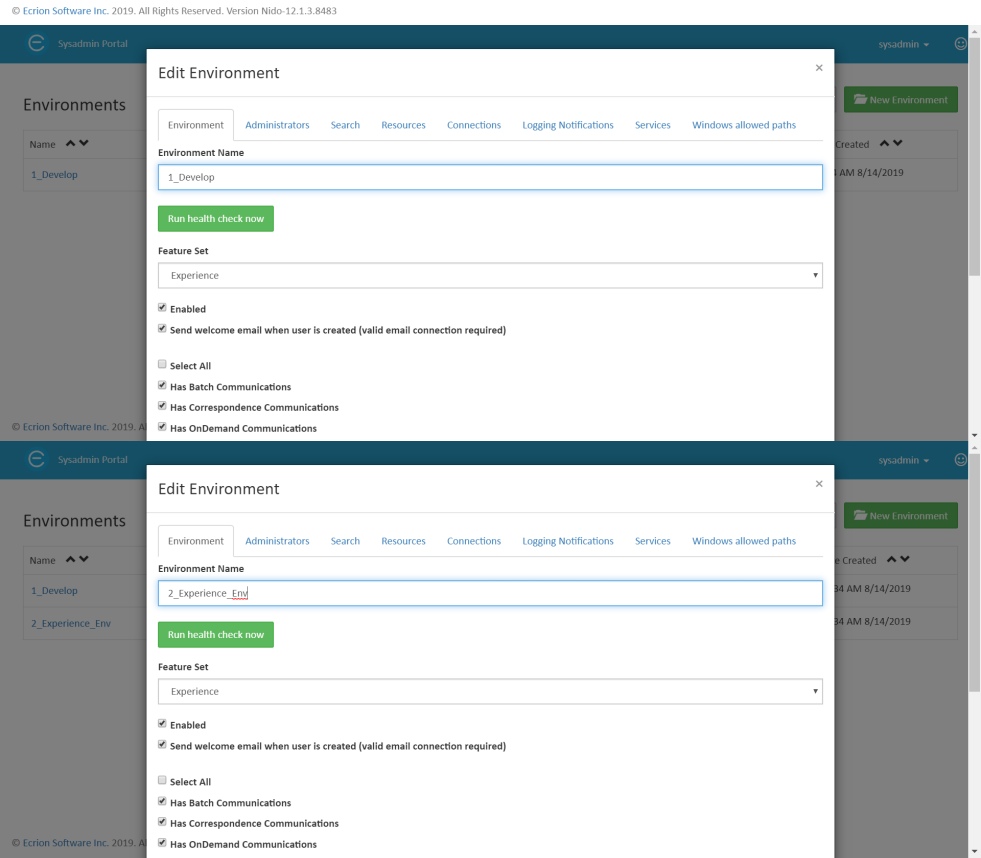 © Ecrion Software Inc. 2019. All Rights Reserved. Version Nido-12.1.3.8483
Sysadmin Portal
sysadmin
Edit Environment
×
Environments
New Environment
Environment Administrators Search Resources Connections Logging Notifications Services Windows allowed paths
Name
Created
Environment Name
1_Develop
1_Develop
AM 8/14/2019
Run health check now
Feature Set
Experience
Enabled
Send welcome email when user is created (valid email connection required)
Select All
Has Batch Communications
Has Correspondence Communications
© Ecrion Software Inc. 2019.
Has OnDemand Communications
Sysadmin Portal
sysadmin
Edit Environment
×
Environments
New Environment
Environment Administrators Search Resources Connections Logging Notifications Services Windows allowed paths
Name
Created
Environment Name
1_Develop
34 AM 8/14/2019
2_Experience_Env
2_Experience_Env
34 AM 8/14/2019
Run health check now
Feature Set
Experience
Enabled
Send welcome email when user is created (valid email connection required)
Select All
Has Batch Communications
Has Correspondence Communications
© Ecrion Software Inc. 2019.
Has OnDemand Communications